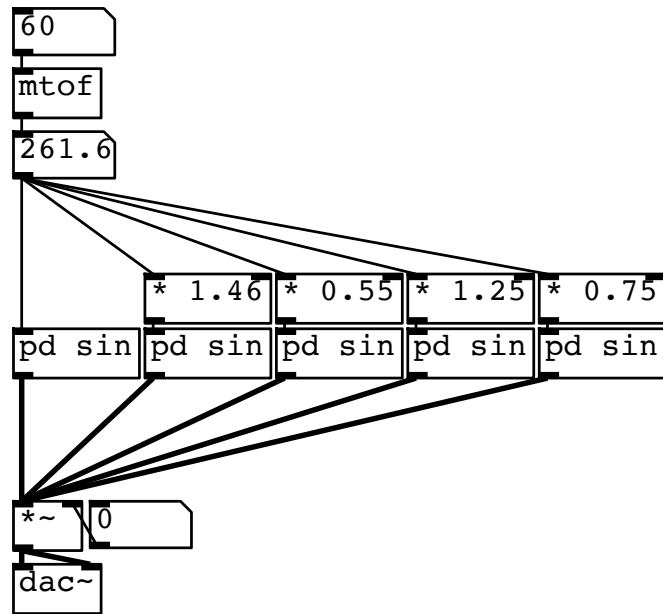 60
mtof
261.6
* 1.46 * 0.55 * 1.25 * 0.75
pd sin pd sin pd sin pd sin pd sin
*~ 0
dac~